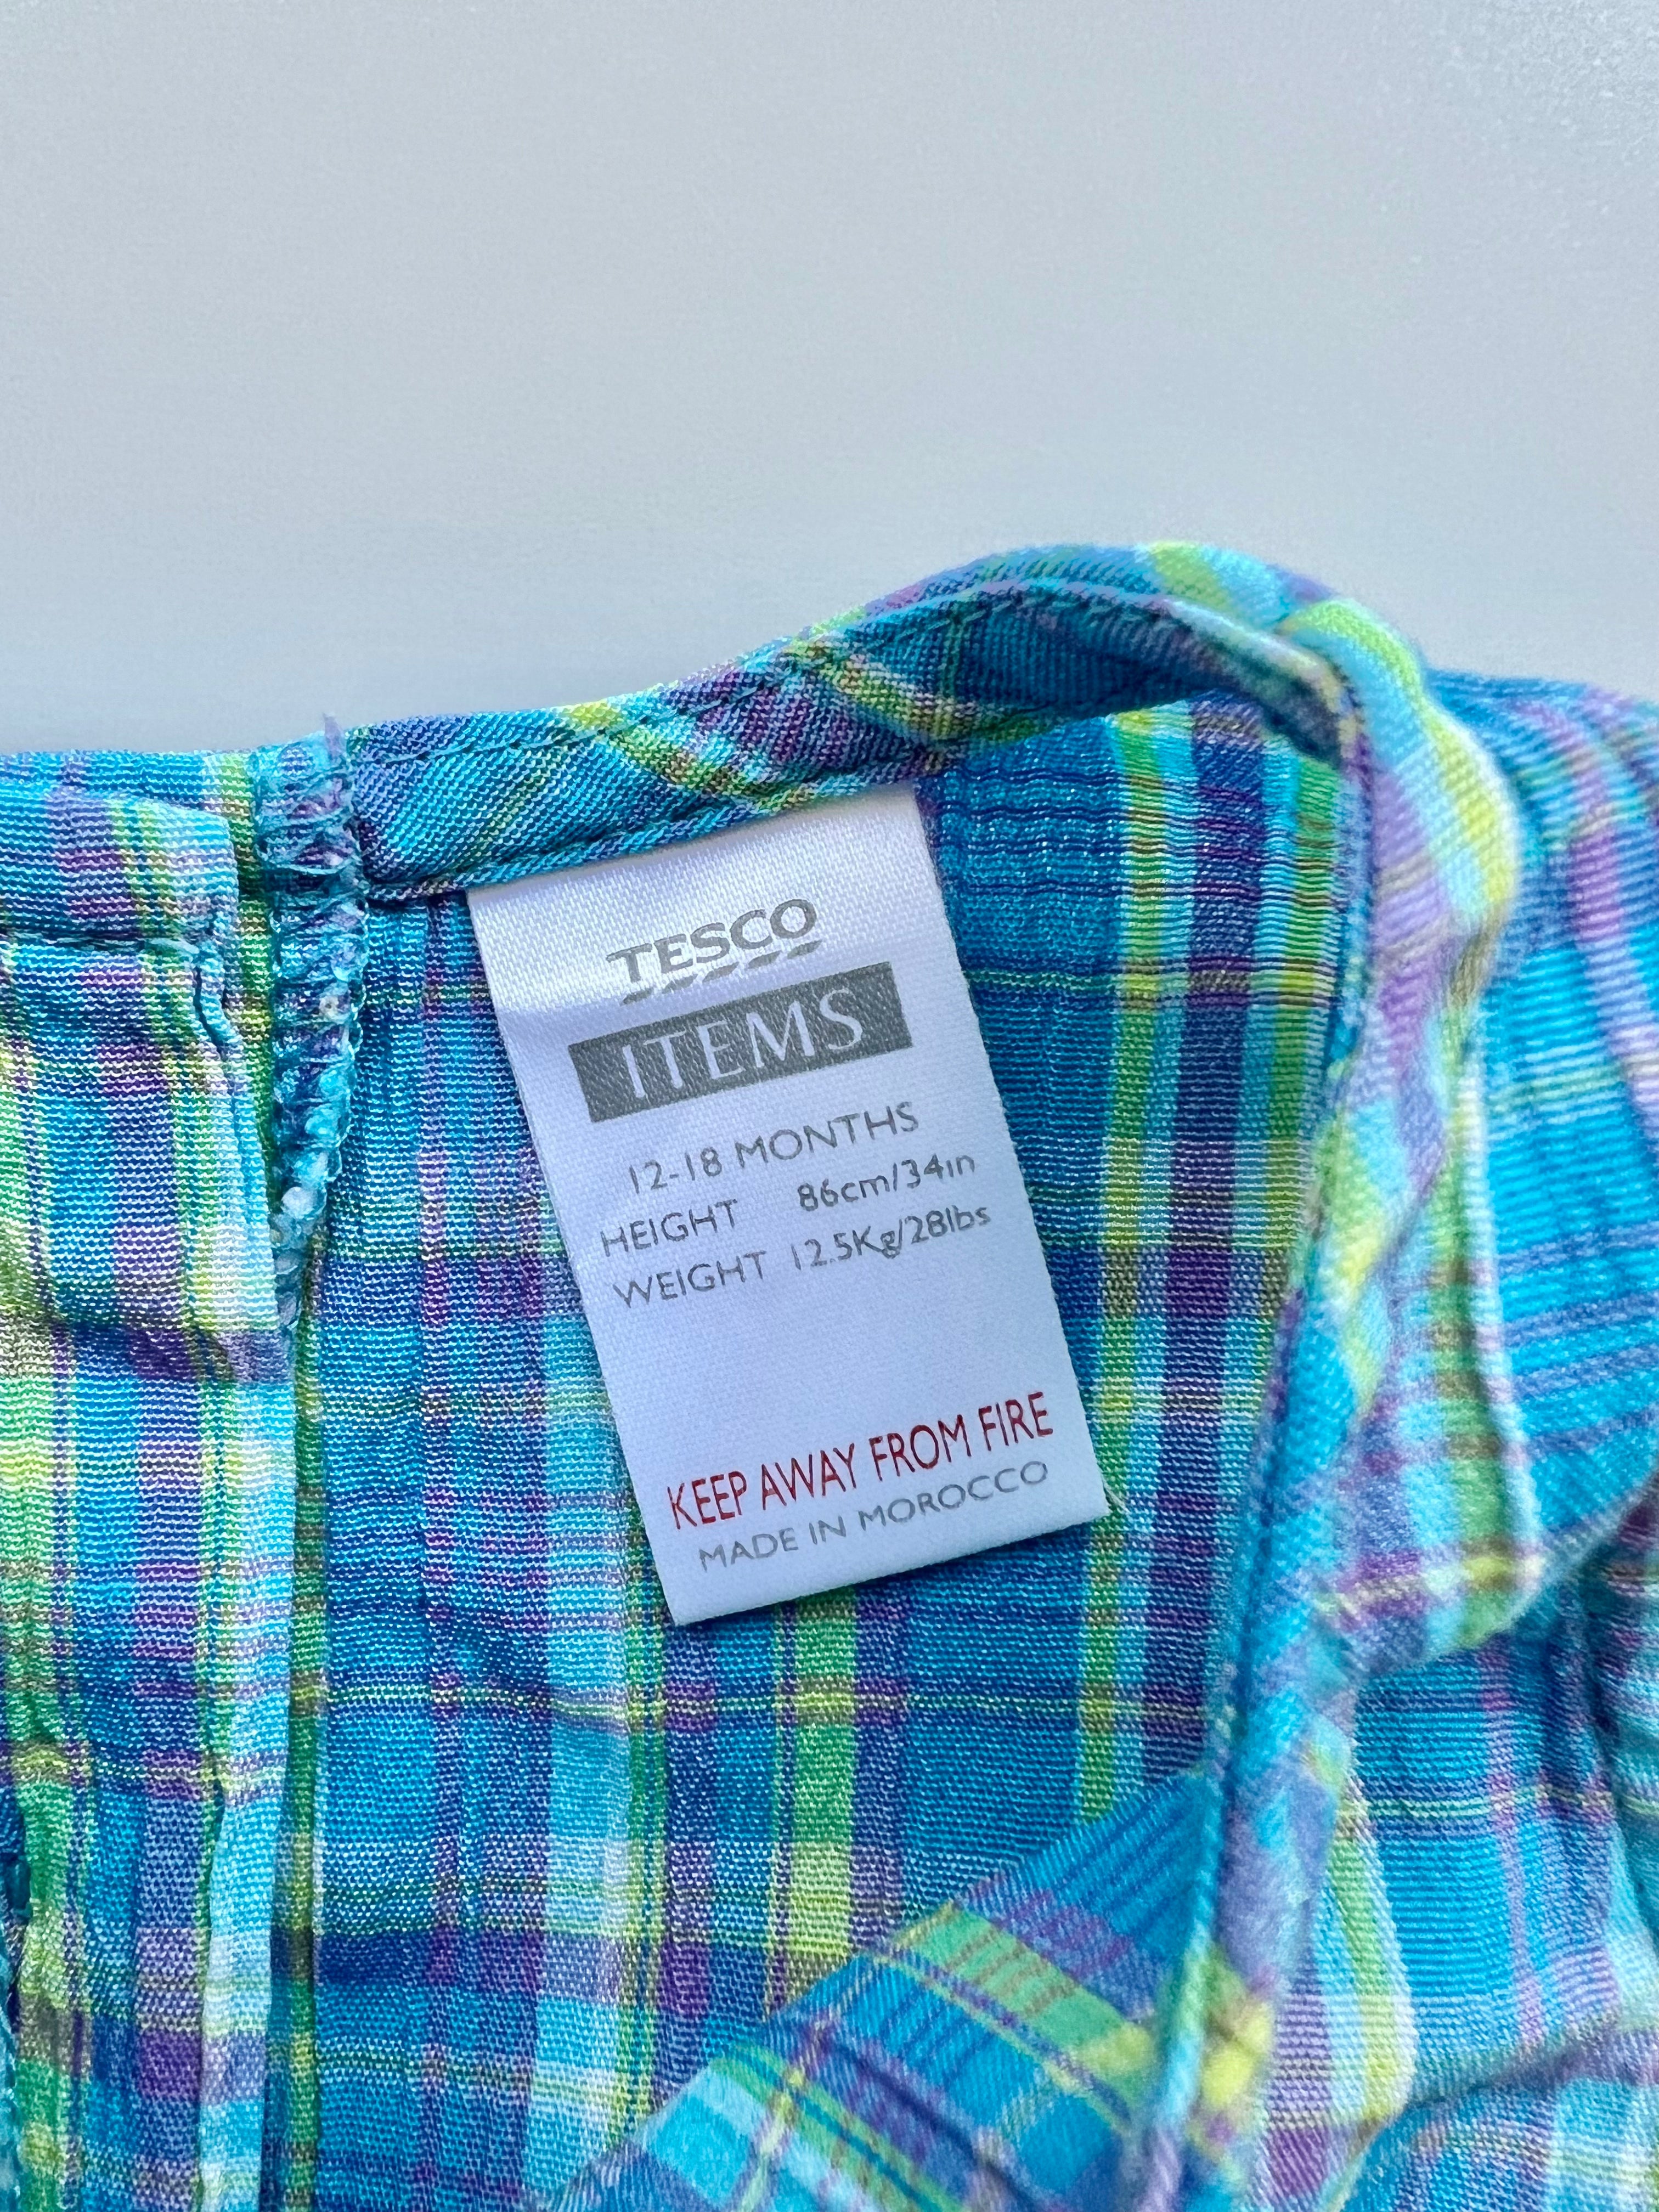 TESCO
ITEMS
12-18 MONTHS
HEIGHT 86cm/34in
WEIGHT 12.5Kg/28lbs
KEEP AWAY FROM FIRE
MADE IN MOROCCO